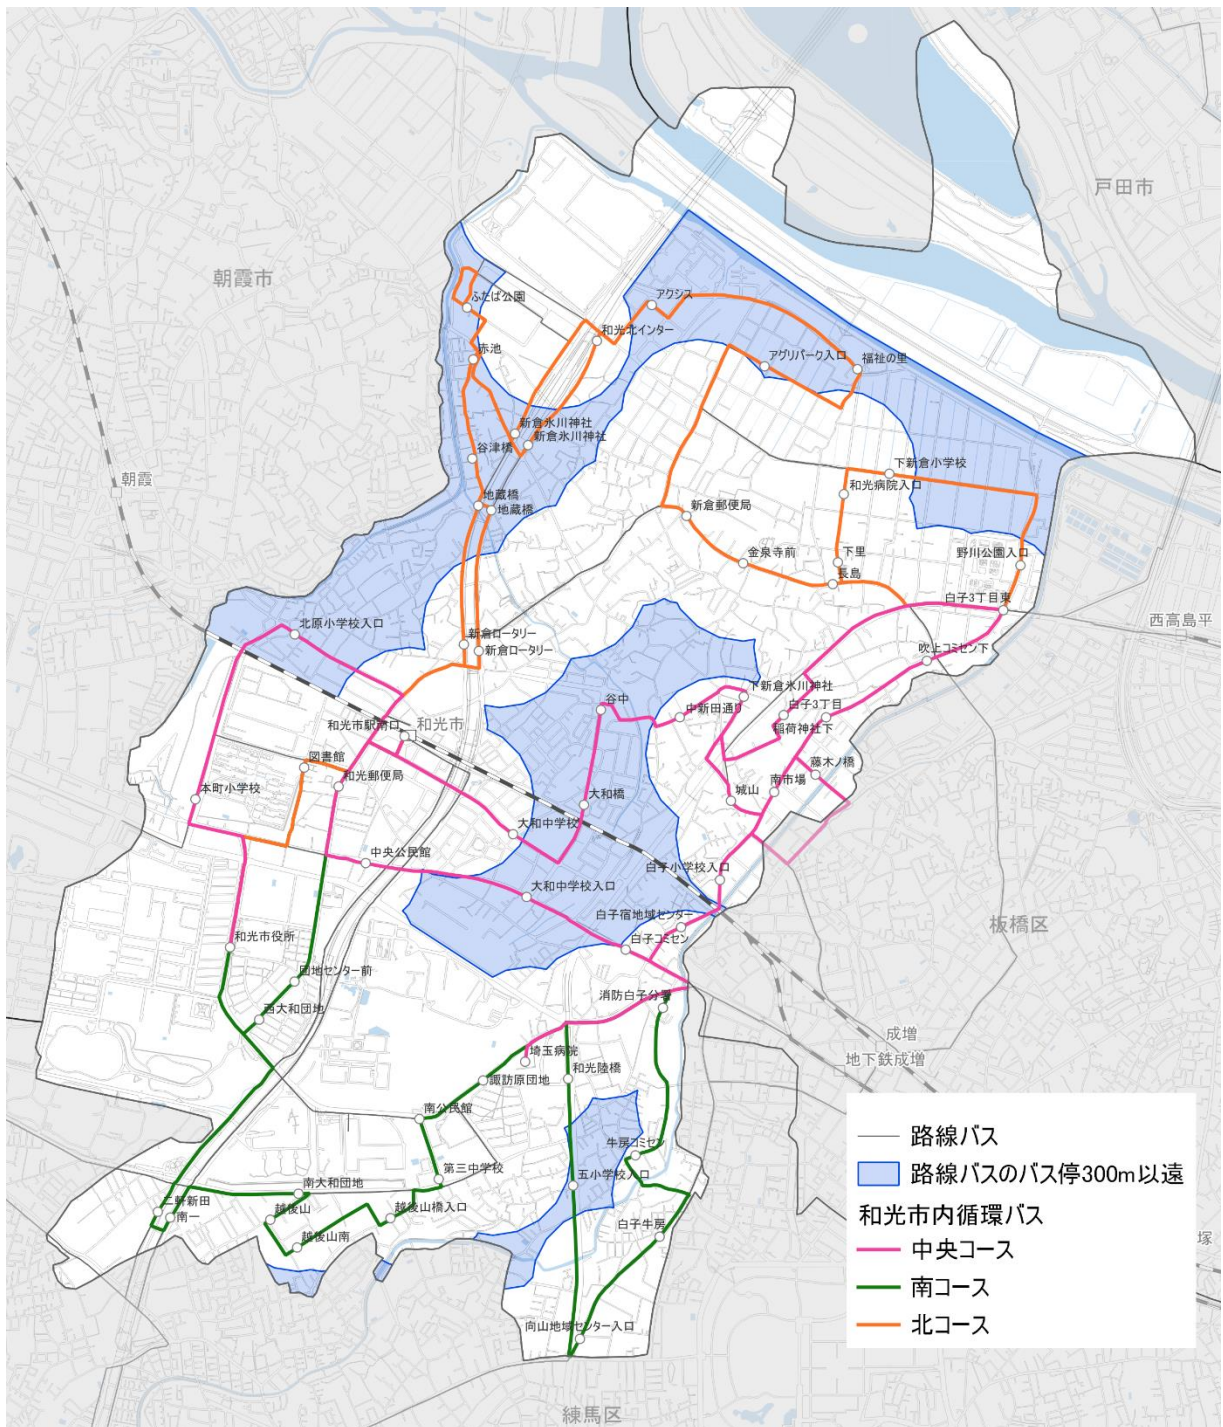 戸田市
朝霞市
アクシス
ふたば公園
和光北インター
赤池
アグリパーク入口
福祉の里
新倉氷川神社
新倉氷川神社
谷津橋
下新倉小学校
朝霞
和光病院入口
地蔵橋
地蔵橋
新倉郵便局
金泉寺前
下里
野川公園入口
長島
白子3丁目東
西高島平
北原小学校入口
新倉ロータリー
新倉ロータリー
吹上コミセン下
下新倉氷川神社
谷中
中新田通り
白子3丁目
和光市駅南口
和光市
稲荷神社下
図書館
藤木ノ橋
和光郵便局
本町小学校
南市場
大和橋
城山
大和中学校
中央公民館
白子小学校入口
大和中学校入口
白子宿地域センター
板橋区
和光市役所
白子コミセン
団地センター前
消防白子分署
西大和団地
成増
地下鉄成増
埼玉病院
和光陸橋
諏訪原団地
南公民館
牛房コミセン
第三中学校
五小学校入口
南大和団地
二軒新田
南一
越後山
越後山橋入口
白子牛房
越後山南
向山地域センター入口
練馬区
塚
路線バス
路線バスのバス停300m以遠
和光市内循環バス
中央コース
南コース
北コース